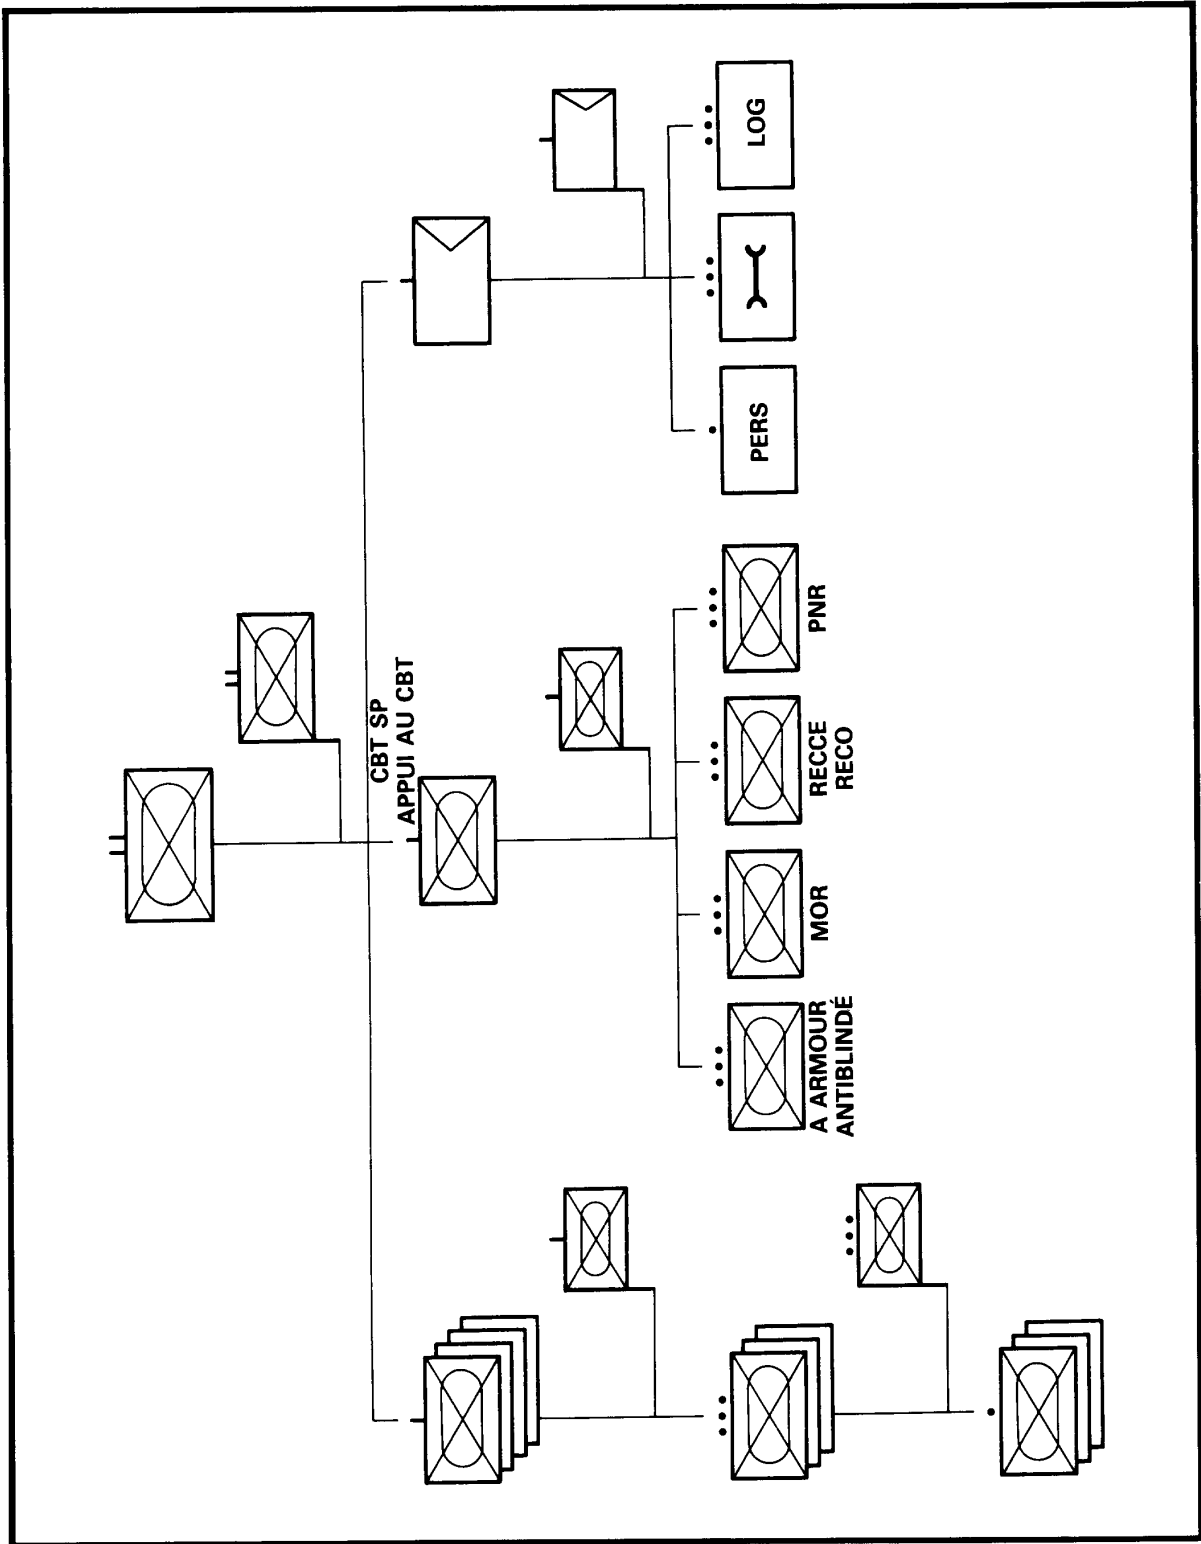 CBT SP
APPUI AU CBT
A ARMOUR
ANTIBLINDÉ
MOR
RECCE
RECO
PNR
PERS
LOG